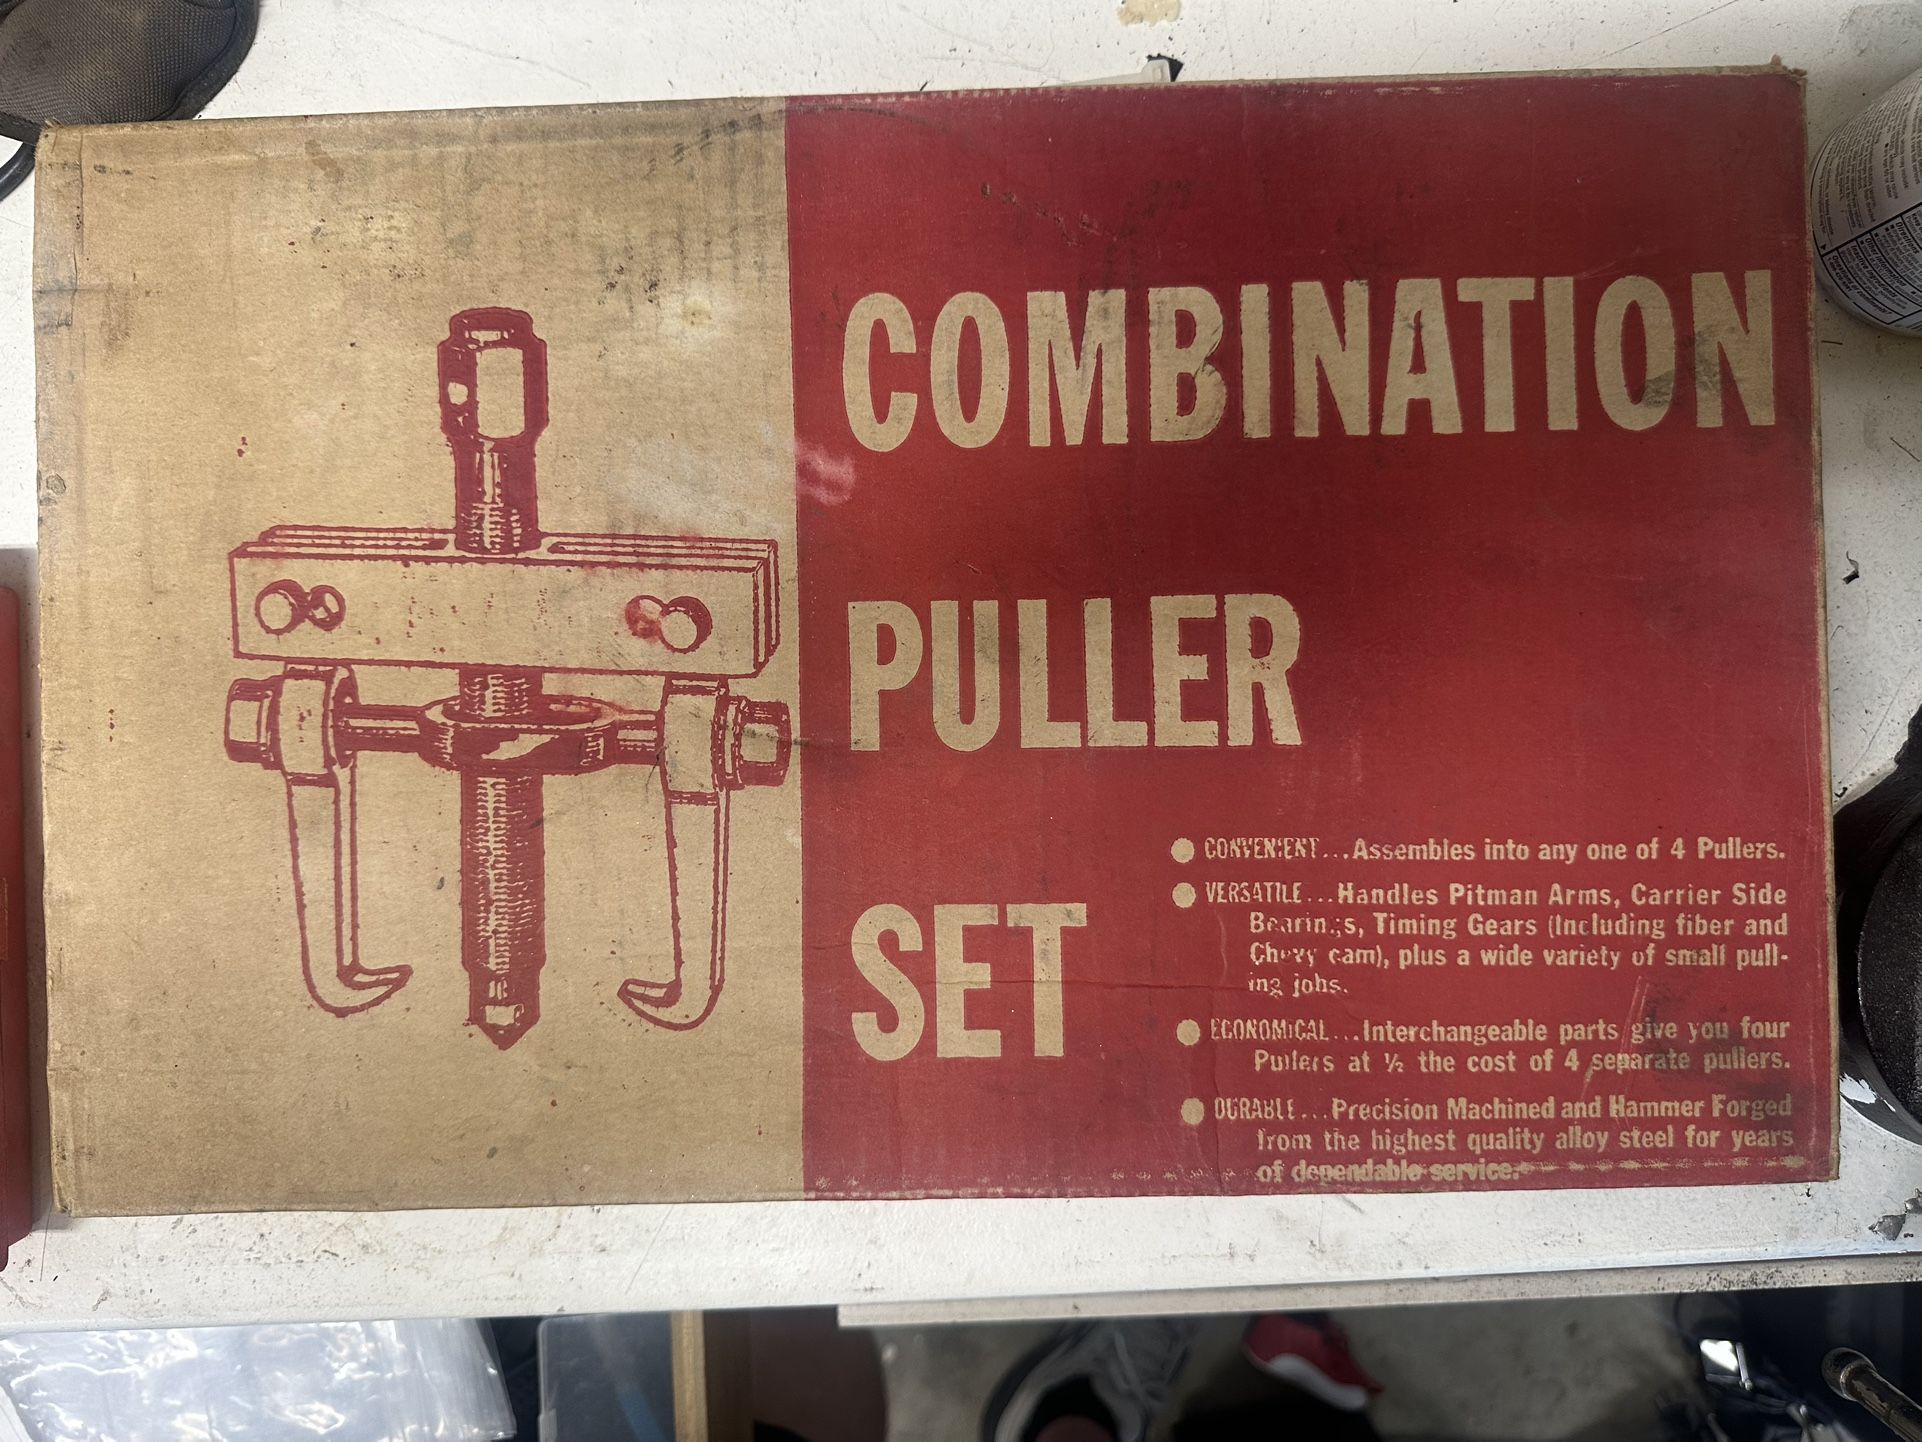 COMBINATION
PULLER
SET
● CONVENIENT...Assembles into any one of 4 Pullers.
● VERSATILE...Handles Pitman Arms, Carrier Side
Bearings, Timing Gears (Including fiber and
Chevy cam), plus a wide variety of small pull-
ing jobs.
● ECONOMICAL...Interchangeable parts give you four
Pullers at ½ the cost of 4 separate pullers.
● DURABLE...Precision Machined and Hammer Forged
from the highest quality alloy steel for years
of dependable service.